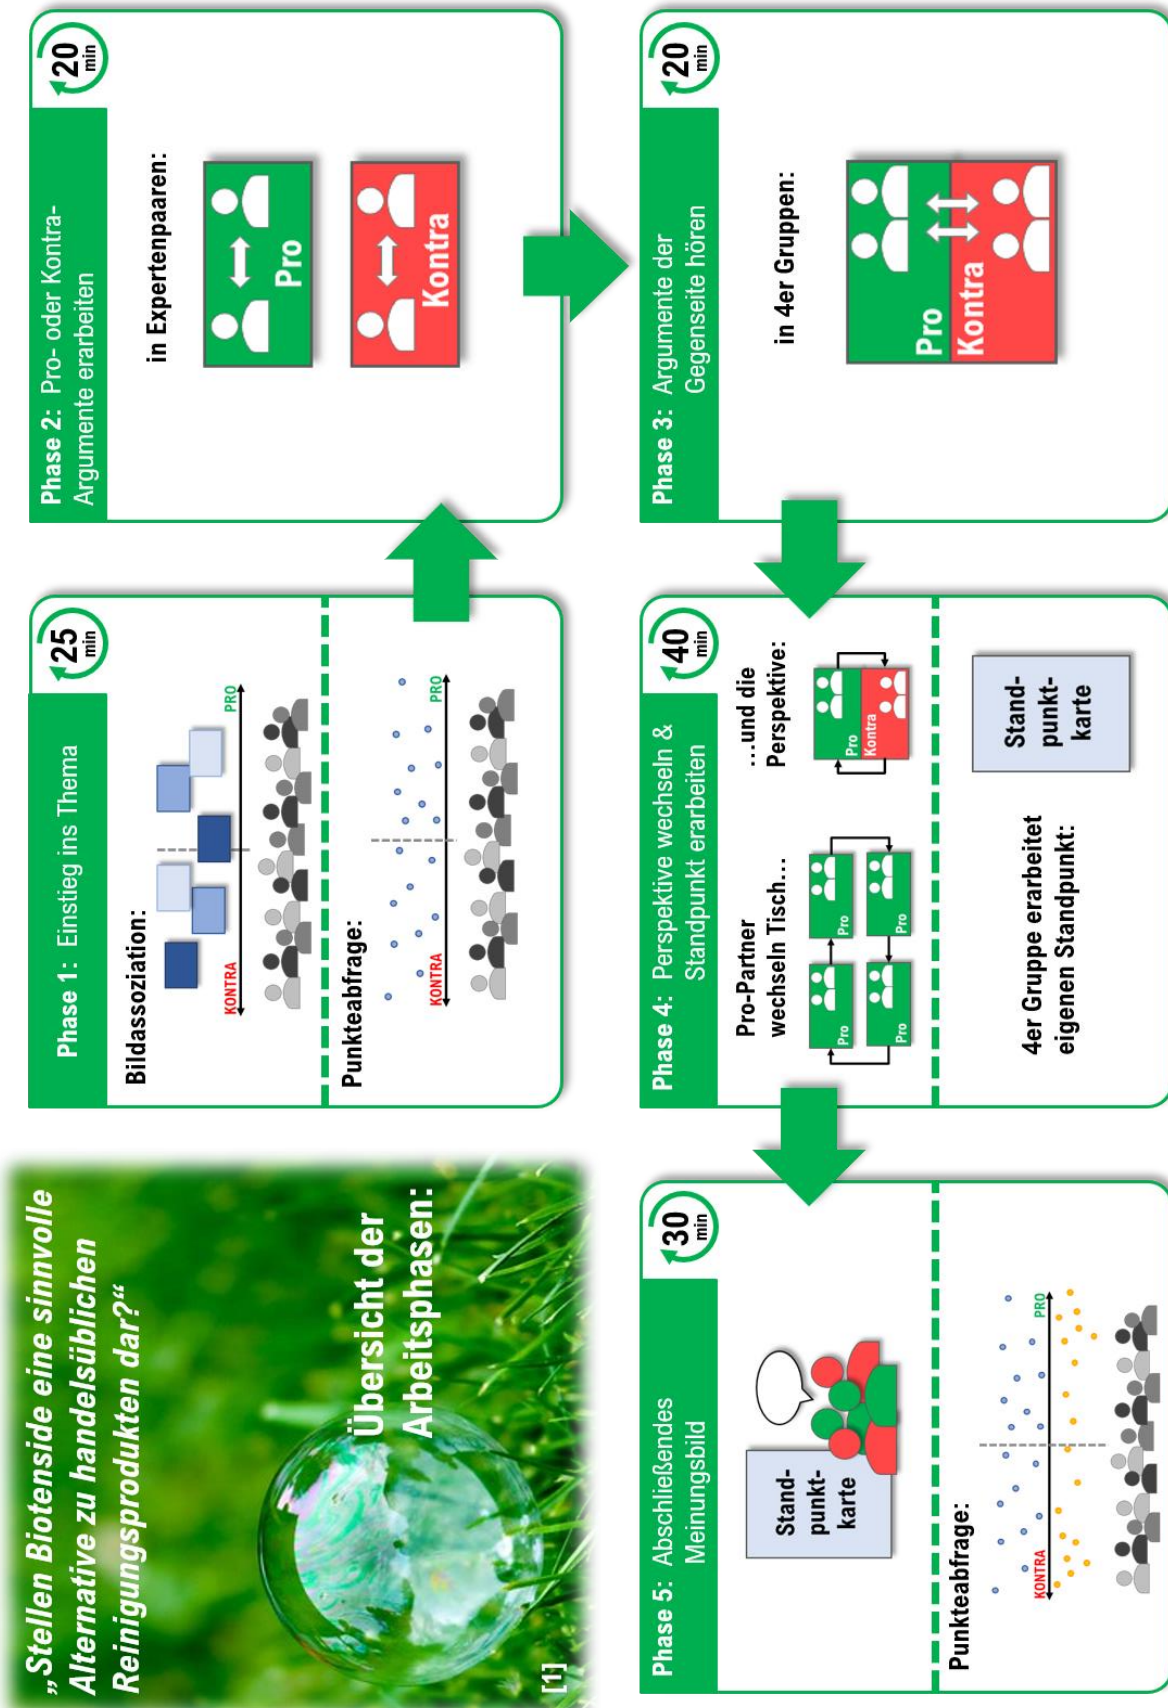 „Stellen Biotenside eine sinnvolle
Alternative zu handelsüblichen
Reinigungsprodukten dar?“
Übersicht der
Arbeitsphasen:
[1]
Phase 1: Einstieg ins Thema
25
min
Bildassoziation:
KONTRA
PRO
Punkteabfrage:
KONTRA
PRO
Phase 2: Pro- oder Kontra-
Argumente erarbeiten
20
min
in Expertenpaaren:
Pro
Kontra
Phase 3: Argumente der
Gegenseite hören
20
min
in 4er Gruppen:
Pro
Kontra
Phase 4: Perspektive wechseln &
Standpunkt erarbeiten
40
min
Pro-Partner
wechseln Tisch...
Pro
Pro
Pro
Pro
...und die
Perspektive:
Pro
Kontra
4er Gruppe erarbeitet
eigenen Standpunkt:
Stand-
punkt-
karte
Phase 5: Abschließendes
Meinungsbild
30
min
Stand-
punkt-
karte
Punkteabfrage:
KONTRA
PRO